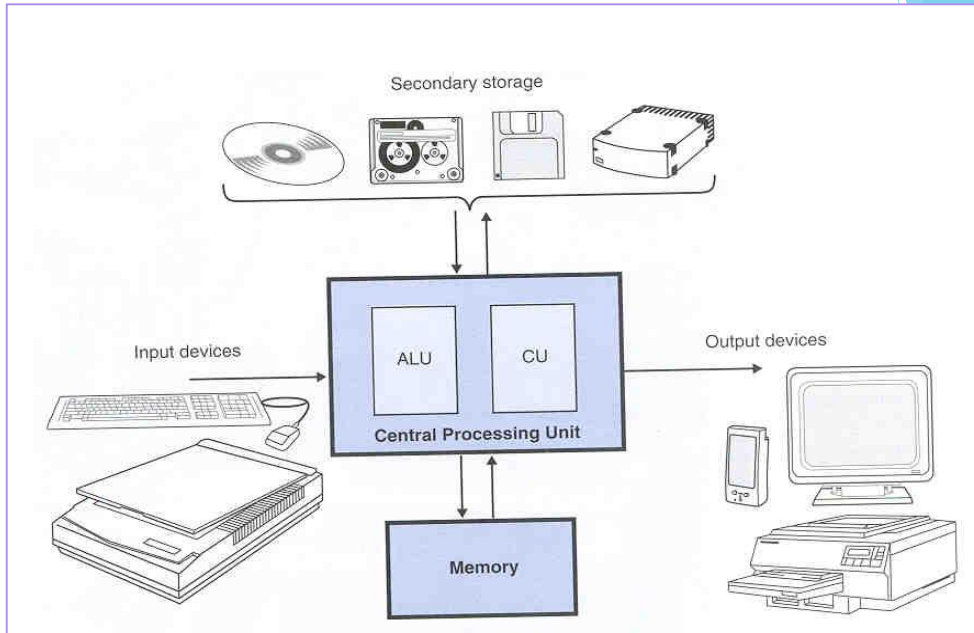 Secondary storage
Input devices
ALU
CU
Output devices
Central Processing Unit
Memory